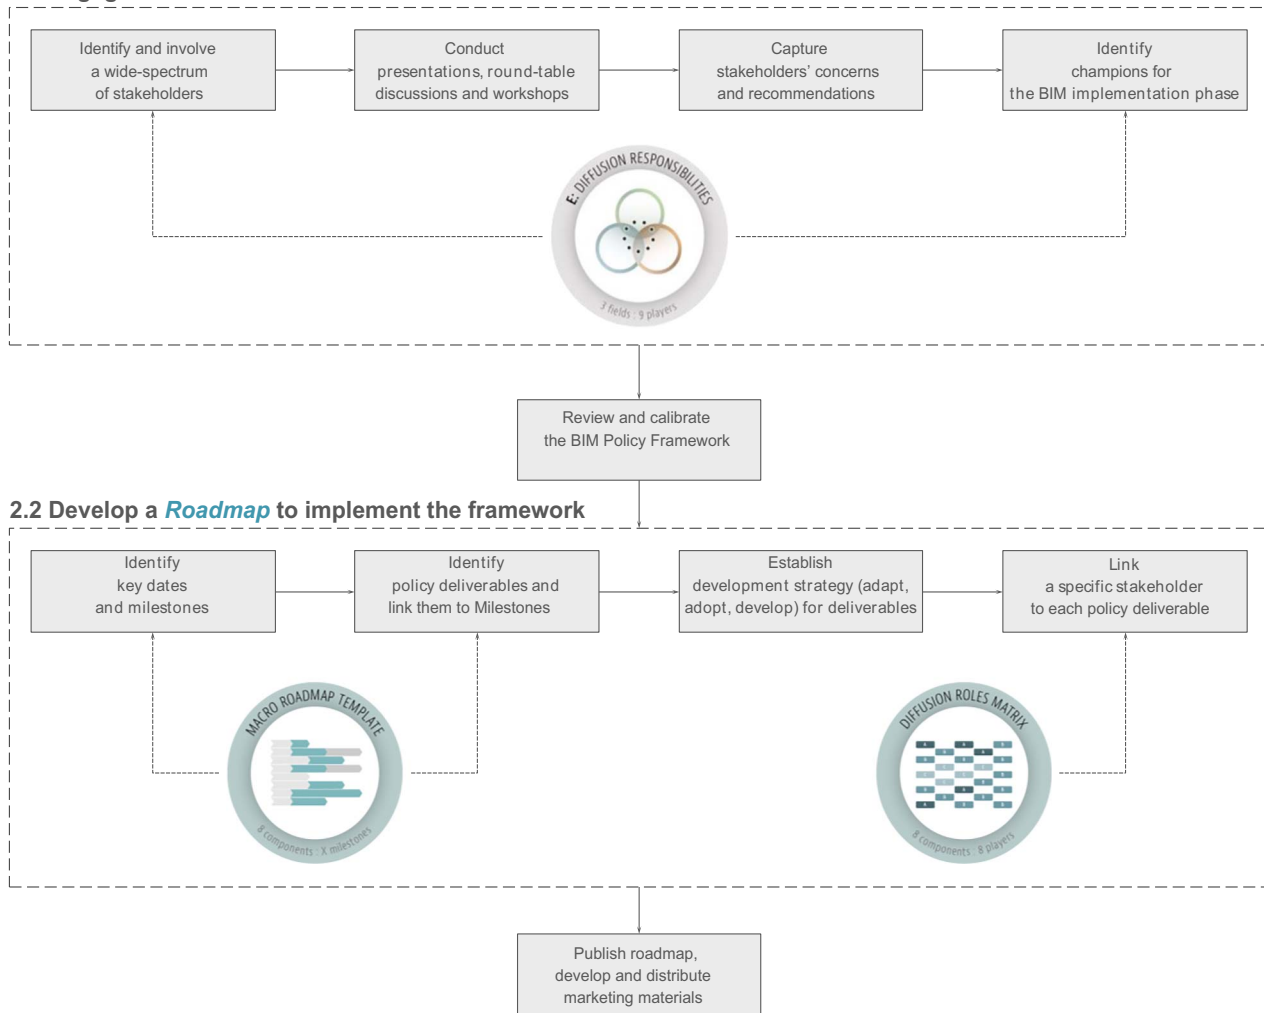 Identify and involve
a wide-spectrum
of stakeholders
Conduct
presentations, round-table
discussions and workshops
Capture
stakeholders' concerns
and recommendations
Identify
champions for
the BIM implementation phase
E: DIFFUSION RESPONSIBILITIES
3 fields : 9 players
Review and calibrate
the BIM Policy Framework
2.2 Develop a Roadmap to implement the framework
Identify
key dates
and milestones
Identify
policy deliverables and
link them to Milestones
Establish
development strategy (adapt,
adopt, develop) for deliverables
Link
a specific stakeholder
to each policy deliverable
MACRO ROADMAP TEMPLATE
8 components : X milestones
DIFFUSION ROLES MATRIX
8 components : 8 players
Publish roadmap,
develop and distribute
marketing materials